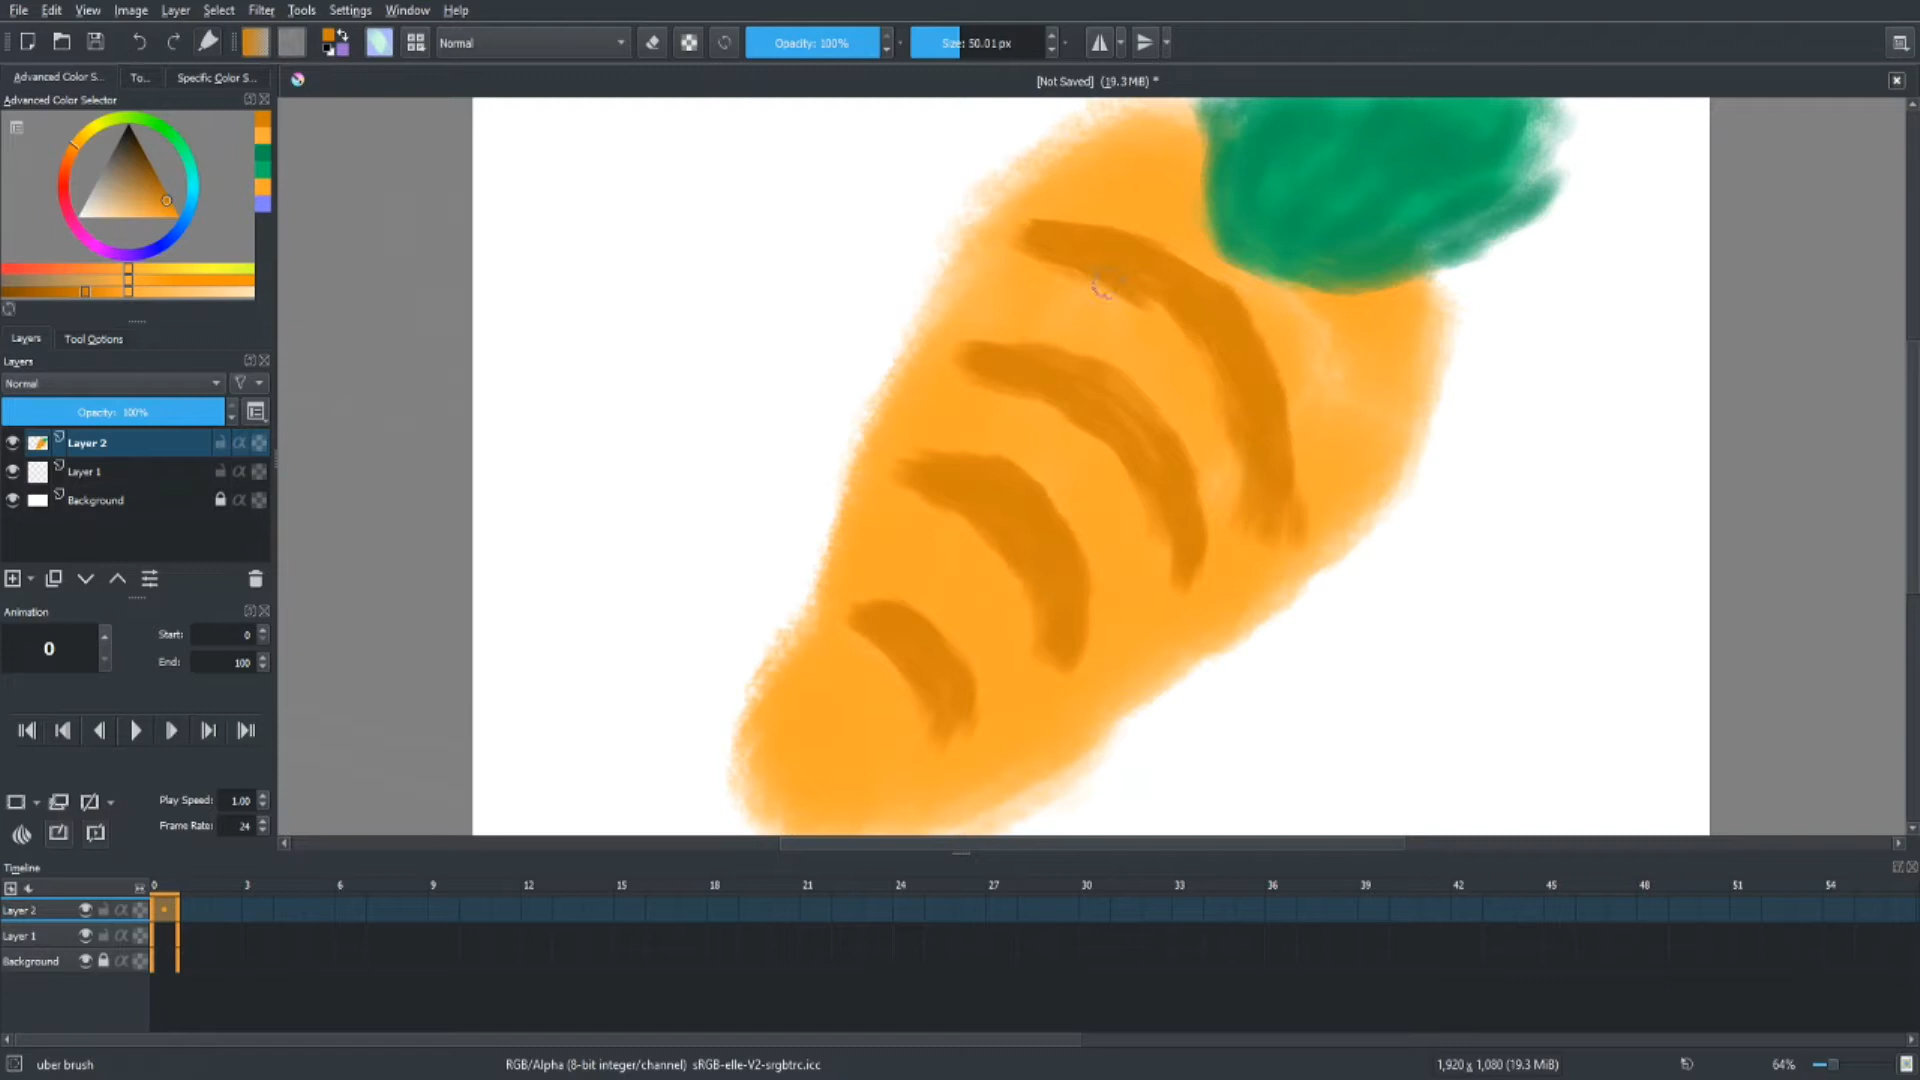 File Edit View Image Layer Select Filter Tools Settings Window Help
Normal Opacity: 100% Size: 50.01 px
Advanced Color S... To... Specific Color S...
[Not Saved] (19.3 MiB) *
Advanced Color Selector
Layers Tool Options
Layers
Normal
Opacity: 100%
Layer 2
Layer 1
Background
Animation
0
Start: 0
End: 100
Play Speed: 1.00
Frame Rate: 24
Timeline
0 3 6 9 12 15 18 21 24 27 30 33 36 39 42 45 48 51 54
Layer 2
Layer 1
Background
uber brush
RGB/Alpha (8-bit integer/channel) sRGB-elle-V2-srgbtrc.icc
1,920 x 1,080 (19.3 MiB)
64%